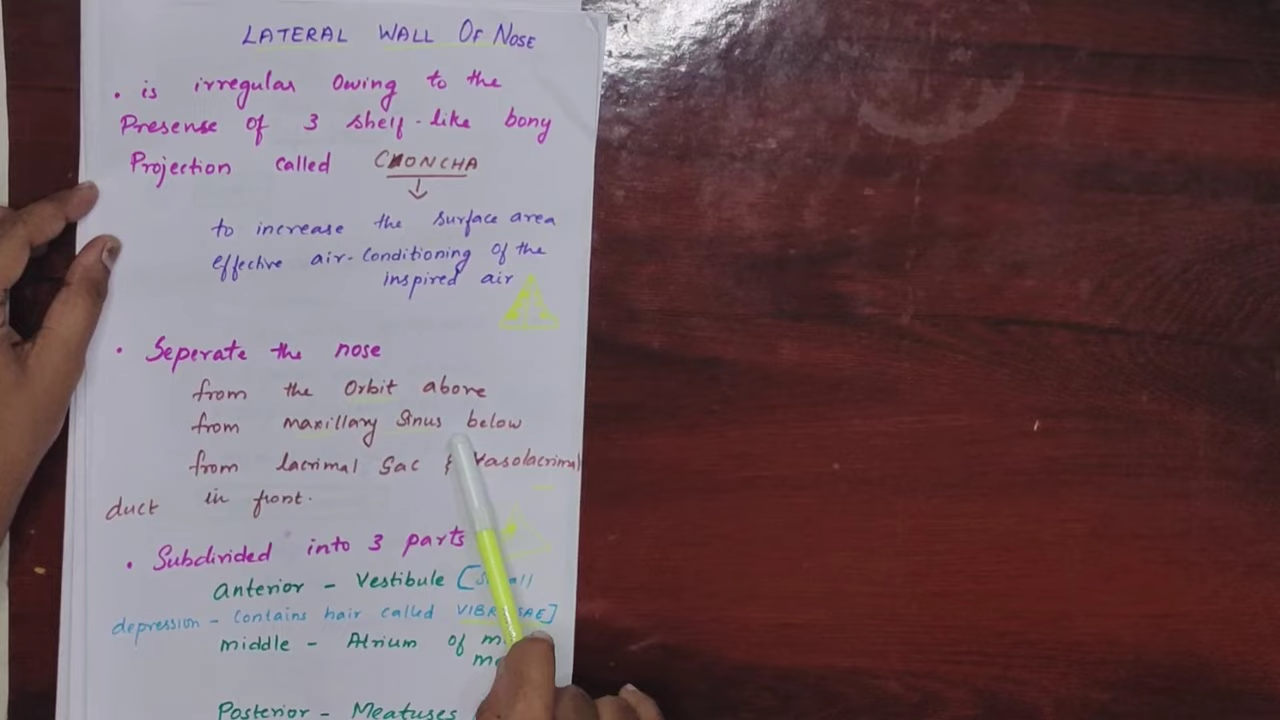 LATERAL WALL OF NOSE
• is irregular owing to the
Presense of 3 shelf-like bony
Projection called CONCHA
to increase the surface area
effective air-conditioning of the
inspired air
• Seperate the nose
from the Orbit above
from maxillary Sinus below
from lacrimal Sac
duct in front.
• Subdivided into 3 parts
anterior - Vestibule [
depression - Contains hair called
middle - Atrium of
Posterior - Meatuses